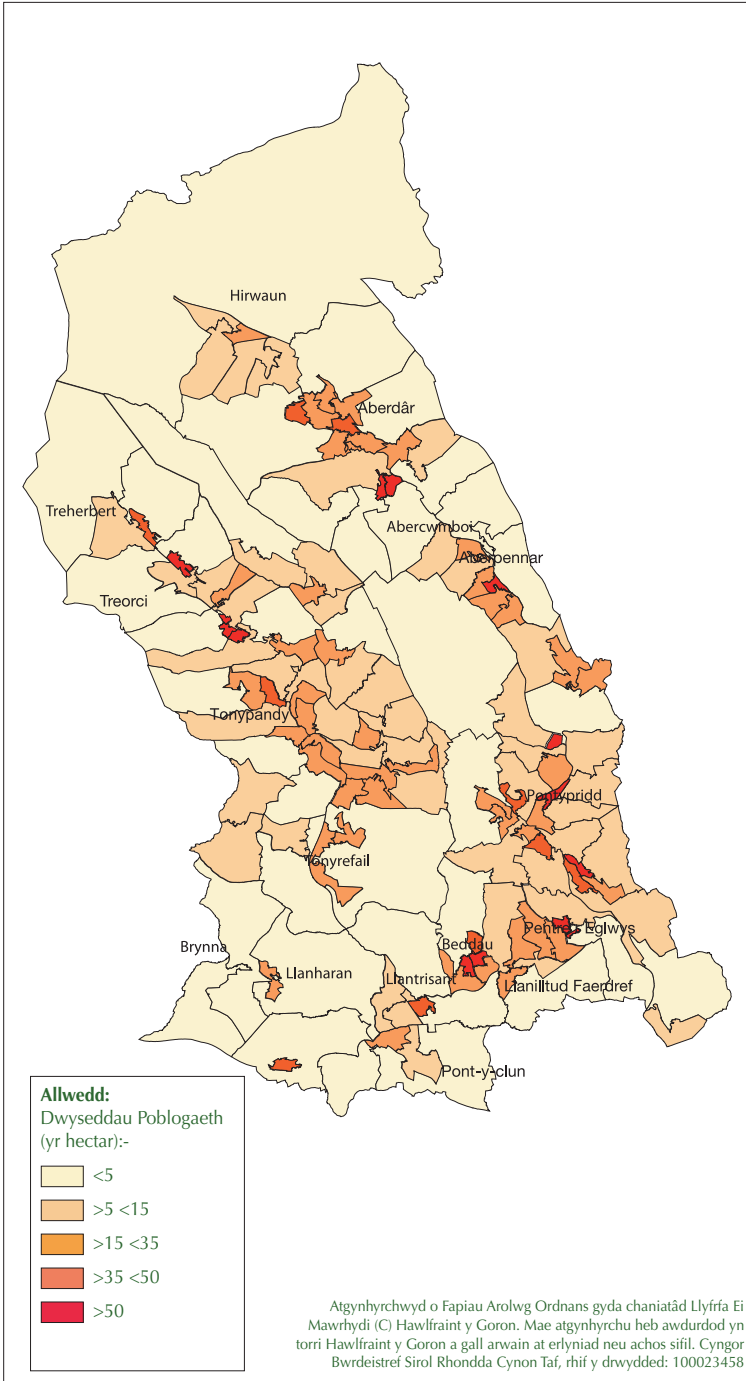 Hirwaun
Aberdâr
Treherbert
Abercwmboi
Aberpennar
Treorci
Tonypandy
Pontypridd
Tonyrefail
Pentre'r Eglwys
Brynna
Beddau
Llanharan
Llantrisant
Llanilltud Faerdref
Pont-y-clun
Allwedd:
Dwyseddau Poblogaeth
(yr hectar):-
<5
>5 <15
>15 <35
>35 <50
>50
Atgynhyrchwyd o Fapiau Arolwg Ordnans gyda chaniatâd Llyfrfa Ei
Mawrhydi (C) Hawlfraint y Goron. Mae atgynhyrchu heb awdurdod yn
torri Hawlfraint y Goron a gall arwain at erlyniad neu achos sifil. Cyngor
Bwrdeistref Sirol Rhondda Cynon Taf, rhif y drwydded: 100023458